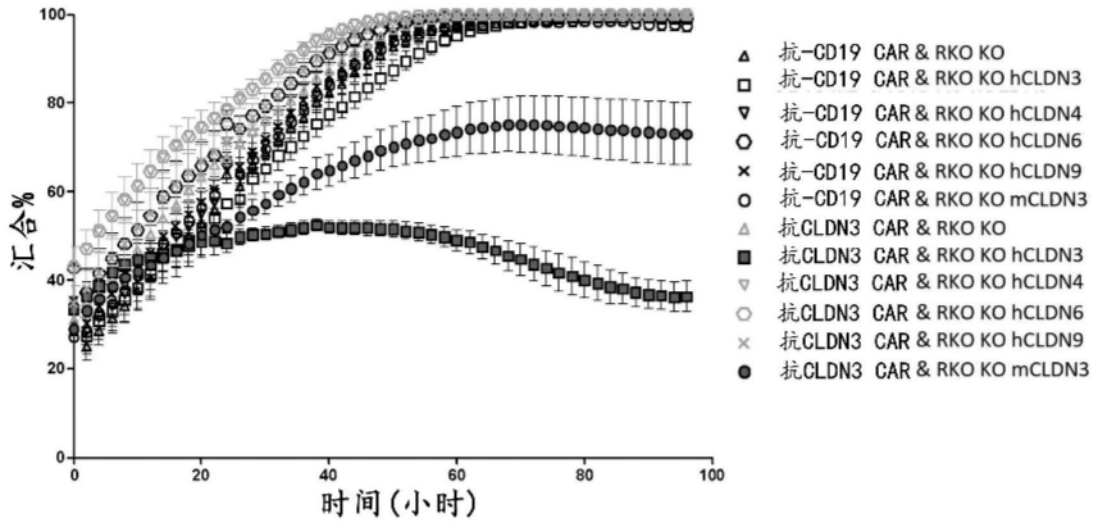 100
80
60
40
20
0
汇合%
0 20 40 60 80 100
时间(小时)
抗-CD19 CAR & RKO KO
抗-CD19 CAR & RKO KO hCLDN3
抗-CD19 CAR & RKO KO hCLDN4
抗-CD19 CAR & RKO KO hCLDN6
抗-CD19 CAR & RKO KO hCLDN9
抗-CD19 CAR & RKO KO mCLDN3
抗CLDN3 CAR & RKO KO
抗CLDN3 CAR & RKO KO hCLDN3
抗CLDN3 CAR & RKO KO hCLDN4
抗CLDN3 CAR & RKO KO hCLDN6
抗CLDN3 CAR & RKO KO hCLDN9
抗CLDN3 CAR & RKO KO mCLDN3